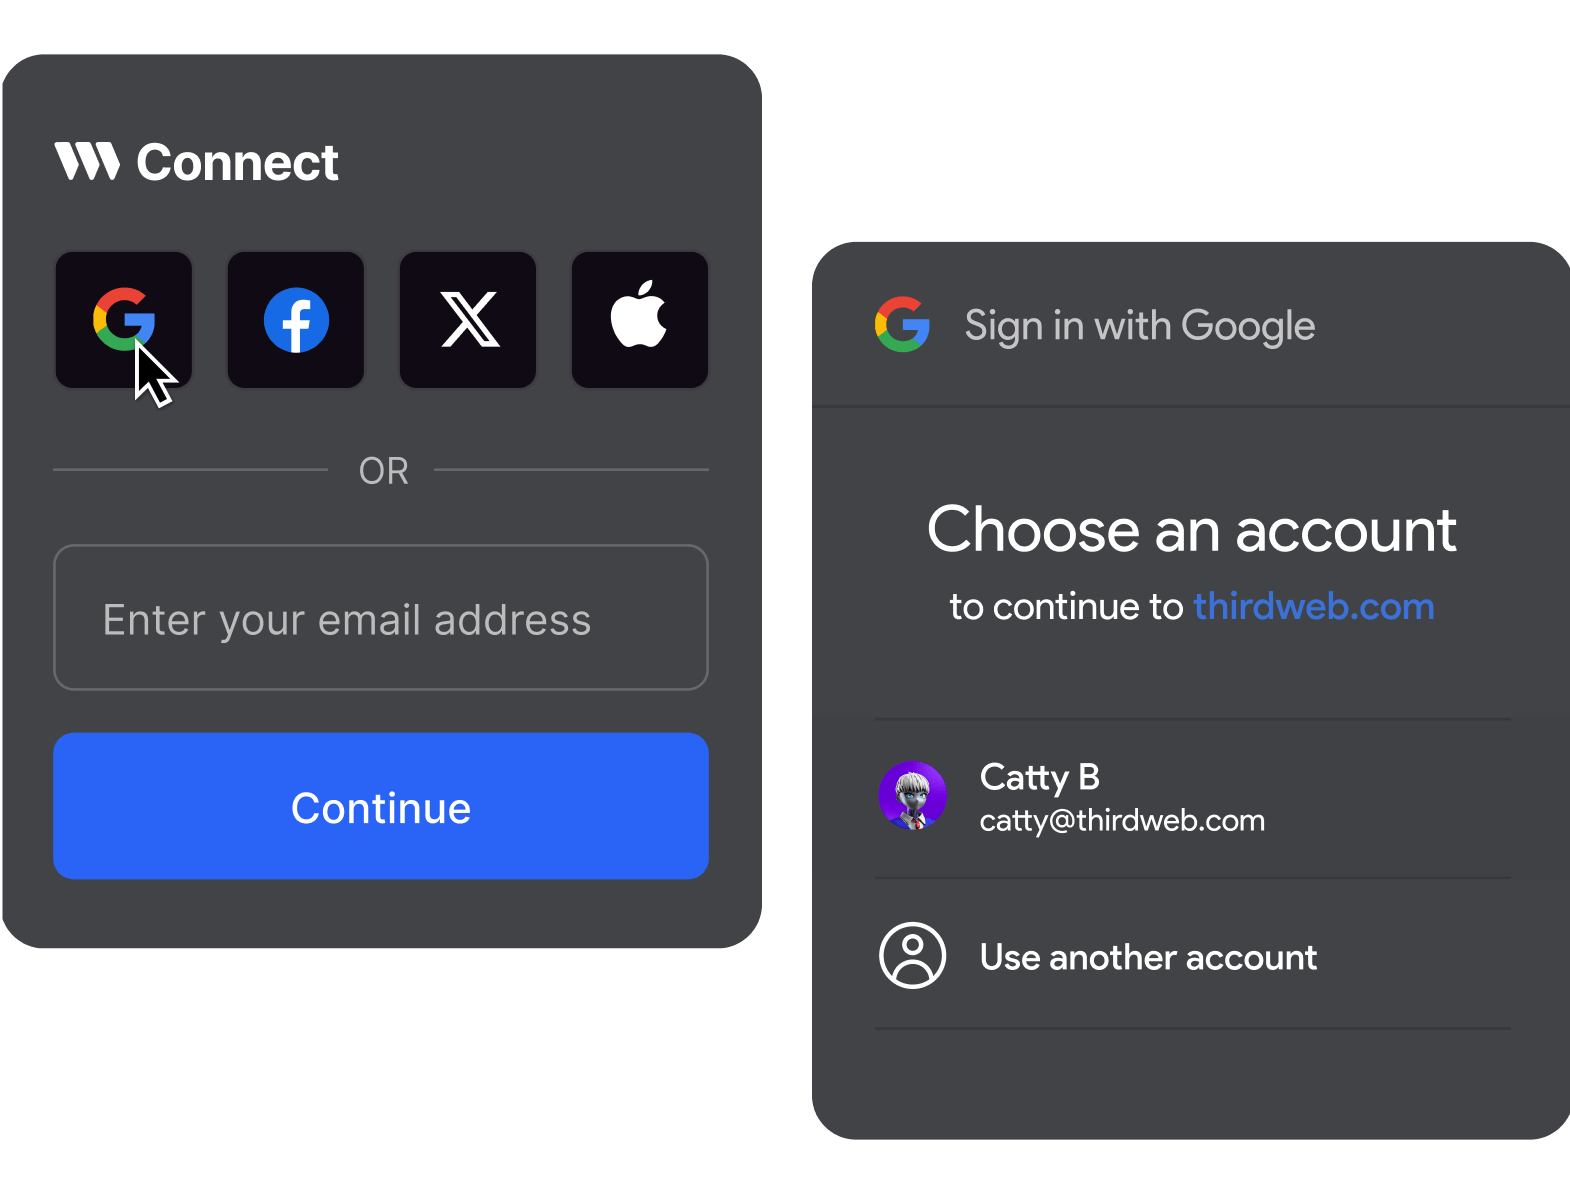 Connect
OR
Enter your email address
Continue
Sign in with Google
Choose an account
to continue to thirdweb.com
Catty B
catty@thirdweb.com
Use another account